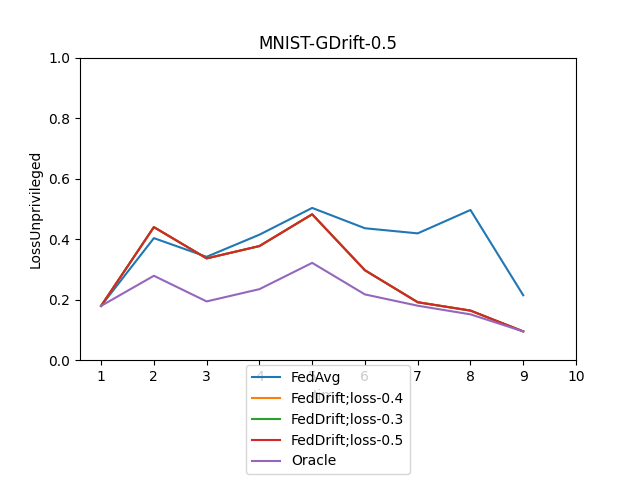 MNIST-GDrift-0.5
LossUnprivileged
1.0
0.8
0.6
0.4
0.2
0.0
1 2 3 4 5 6 7 8 9 10
FedAvg
FedDrift;loss-0.4
FedDrift;loss-0.3
FedDrift;loss-0.5
Oracle